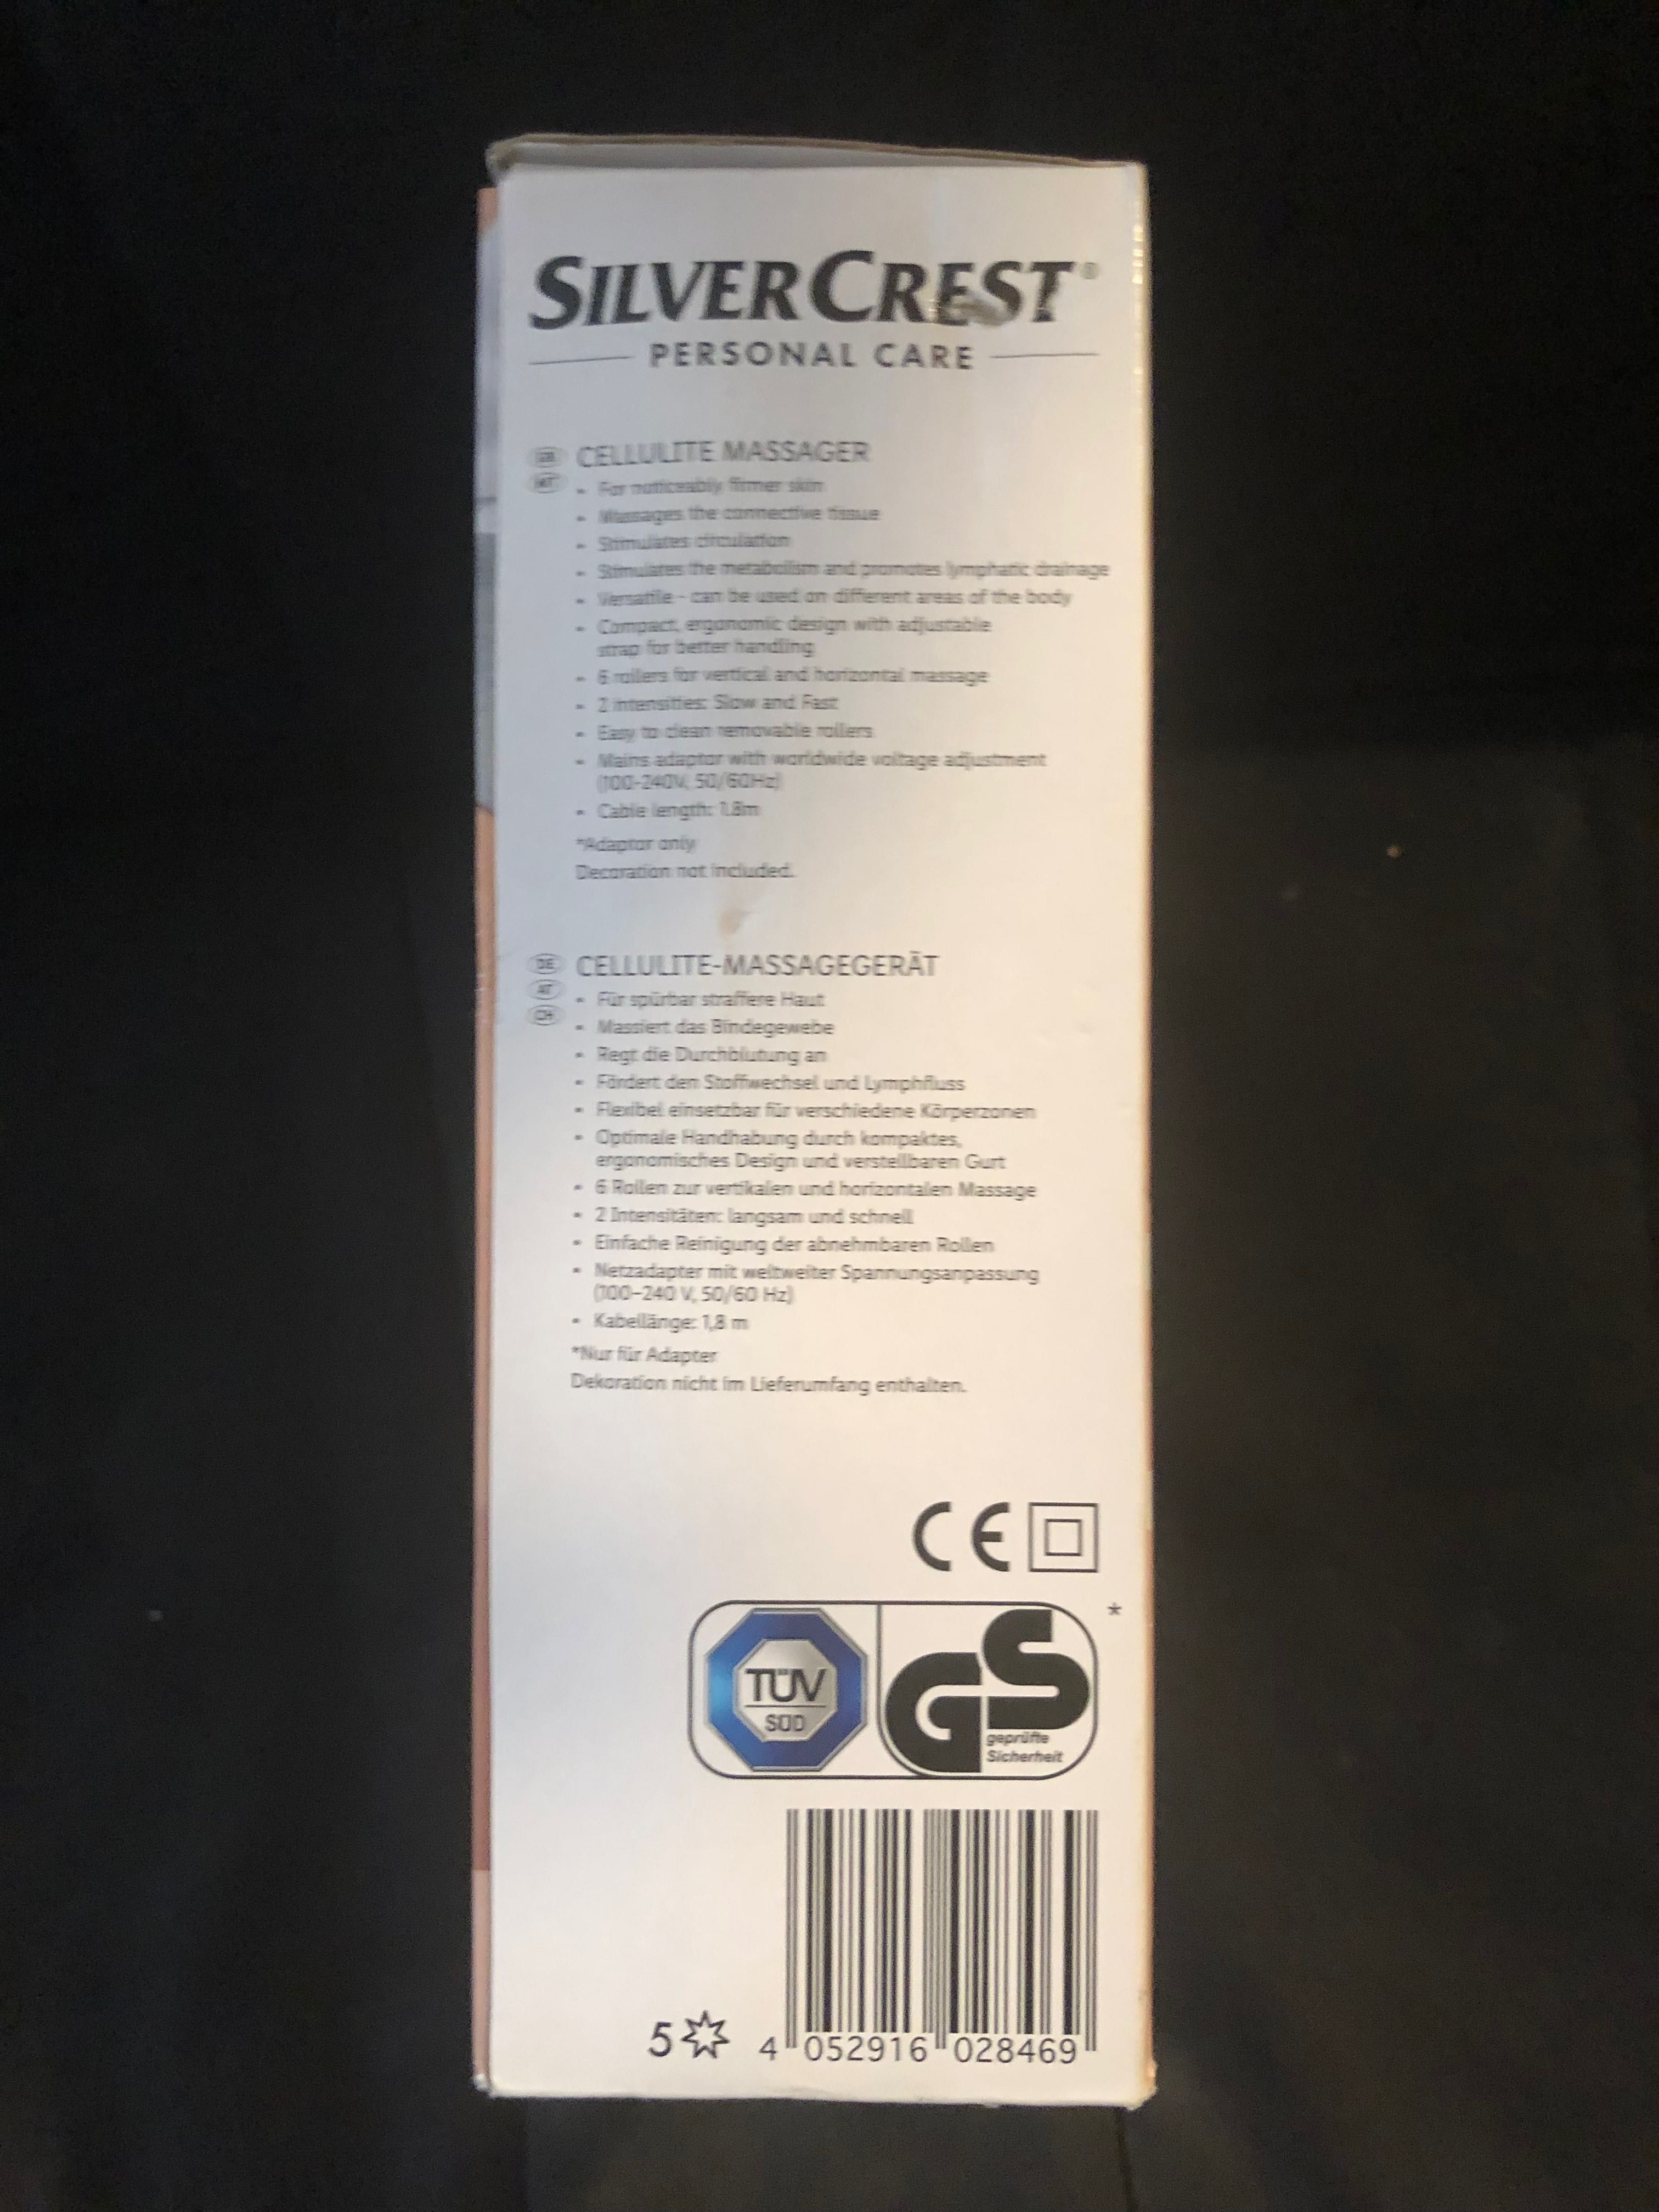 SILVERCREST®
PERSONAL CARE
GB CELLULITE MASSAGER
MT
• For noticeably firmer skin
• Massages the connective tissue
• Stimulates circulation
• Stimulates the metabolism and promotes lymphatic drainage
• Versatile - can be used on different areas of the body
• Compact, ergonomic design with adjustable
strap for better handling
• 6 rollers for vertical and horizontal massage
• 2 intensities: Slow and Fast
• Easy to clean removable rollers
• Mains adaptor with worldwide voltage adjustment
(100-240V, 50/60Hz)
• Cable length: 1.8m
*Adaptor only
Decoration not included.
DE CELLULITE-MASSAGEGERÄT
AT
CH
• Für spürbar straffere Haut
• Massiert das Bindegewebe
• Regt die Durchblutung an
• Fördert den Stoffwechsel und Lymphfluss
• Flexibel einsetzbar für verschiedene Körperzonen
• Optimale Handhabung durch kompaktes,
ergonomisches Design und verstellbaren Gurt
• 6 Rollen zur vertikalen und horizontalen Massage
• 2 Intensitäten: langsam und schnell
• Einfache Reinigung der abnehmbaren Rollen
• Netzadapter mit weltweiter Spannungsanpassung
(100–240 V, 50/60 Hz)
• Kabellänge: 1,8 m
*Nur für Adapter
Dekoration nicht im Lieferumfang enthalten.
CE
*
TÜV
SÜD
GS
geprüfte
Sicherheit
5
4 052916 028469